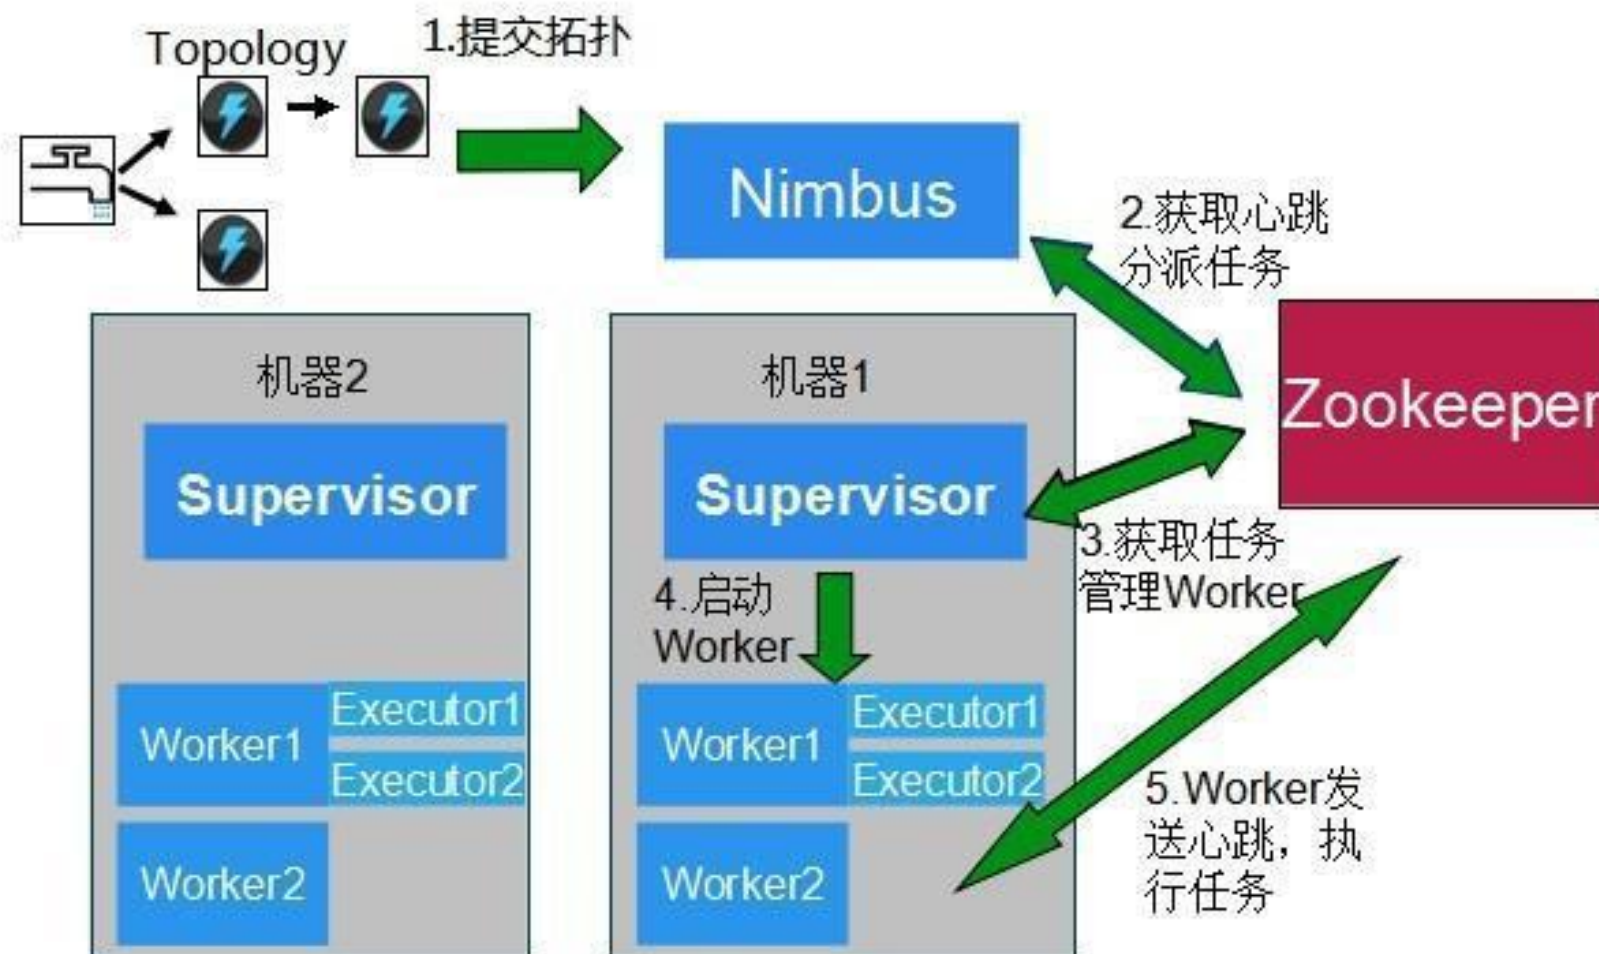 Topology
1.提交拓扑
Nimbus
2.获取心跳
分派任务
Zookeeper
机器2
Supervisor
Worker1
Executor1
Executor2
Worker2
机器1
Supervisor
3.获取任务
管理Worker
4.启动
Worker
Worker1
Executor1
Executor2
Worker2
5.Worker发
送心跳，执
行任务